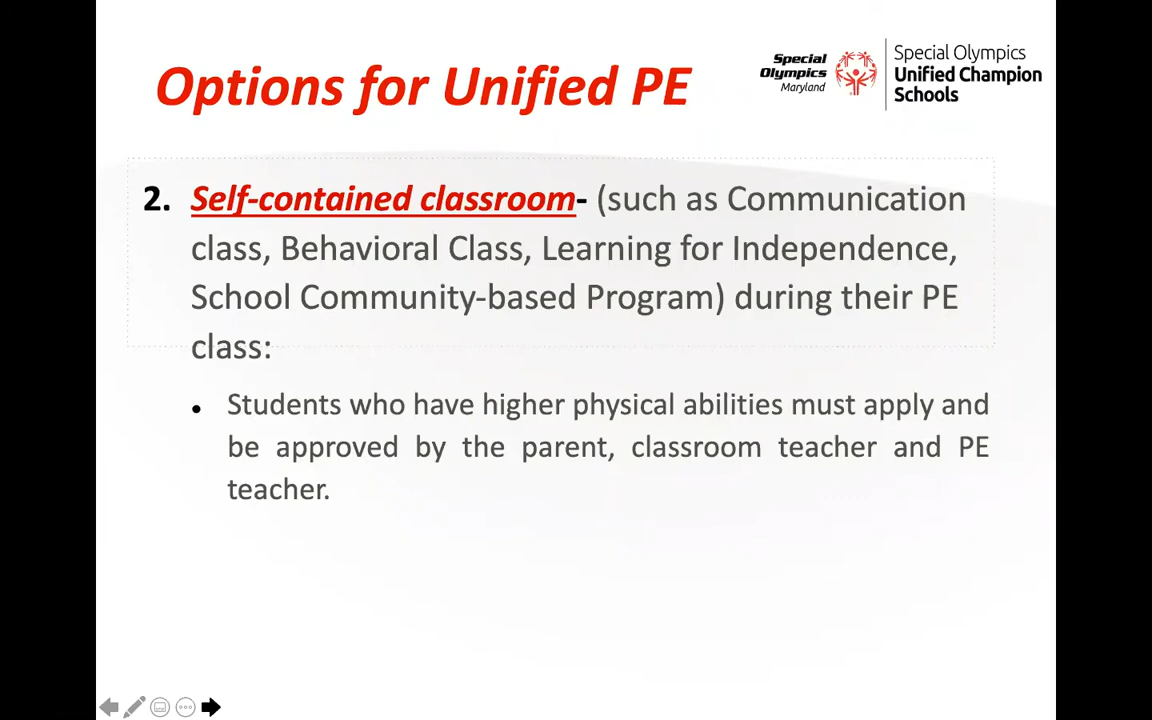 Options for Unified PE
Special
Olympics
Maryland
Special Olympics
Unified Champion
Schools
2. Self-contained classroom- (such as Communication
class, Behavioral Class, Learning for Independence,
School Community-based Program) during their PE
class:
• Students who have higher physical abilities must apply and
be approved by the parent, classroom teacher and PE
teacher.